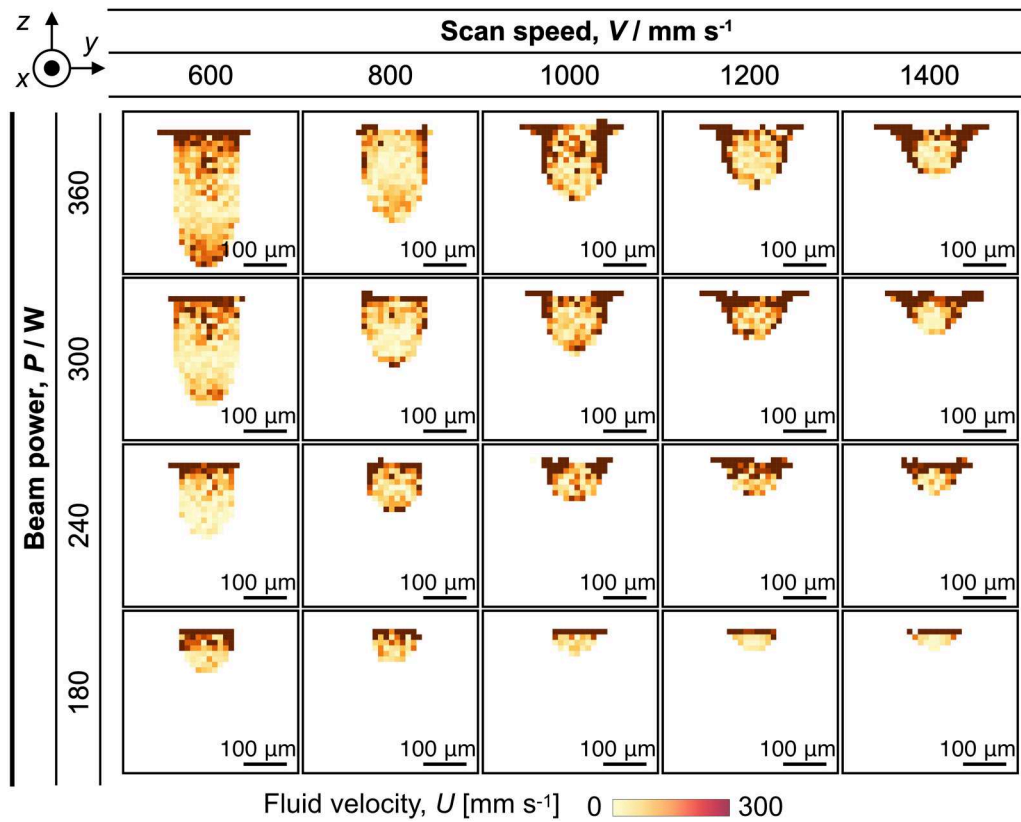 z
y
x
Scan speed, V / mm s⁻¹
600 800 1000 1200 1400
Beam power, P / W
360
100 µm 100 µm 100 µm 100 µm 100 µm
300
100 µm 100 µm 100 µm 100 µm 100 µm
240
100 µm 100 µm 100 µm 100 µm 100 µm
180
100 µm 100 µm 100 µm 100 µm 100 µm
Fluid velocity, U [mm s⁻¹] 0 300